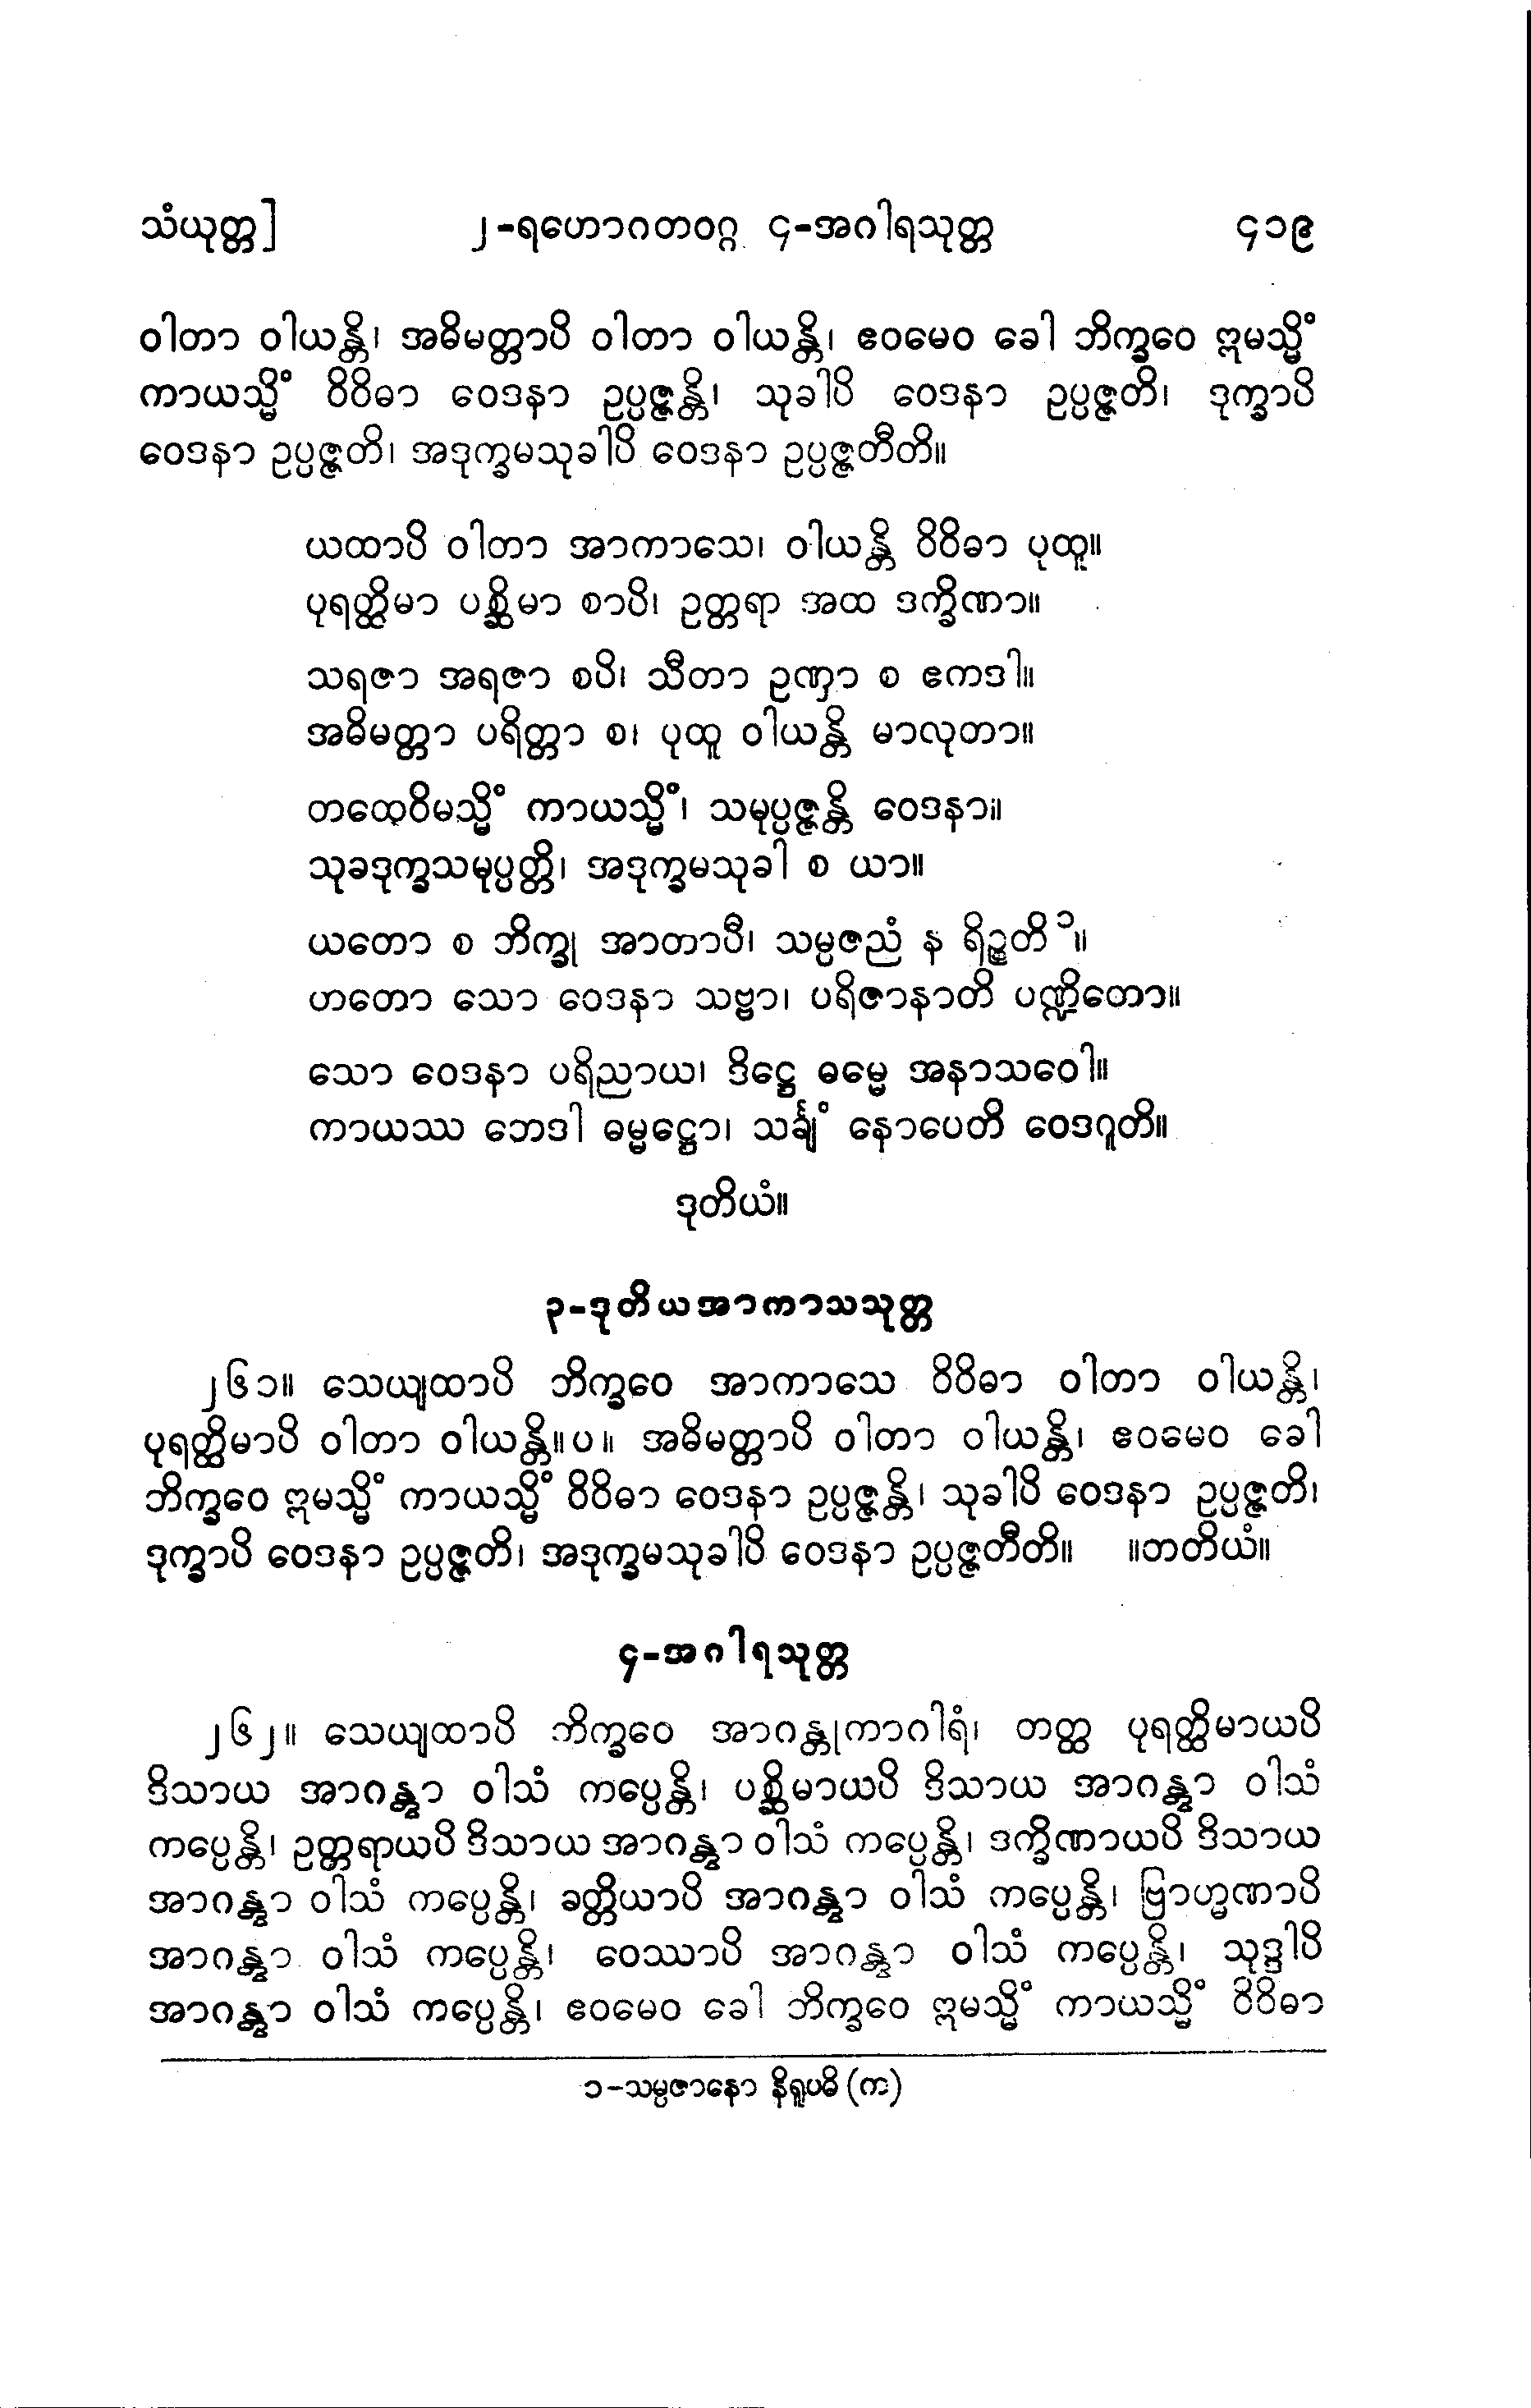 သံယုတ္တ] ၂-ရဟောဂတဝဂ္ဂ ၄-အဂါရသုတ္တ ၄၁၉
ဝါတာ ဝါယန္တိ၊ အဓိမတ္တာပိ ဝါတာ ဝါယန္တိ၊ ဧဝမေဝ ခေါ ဘိက္ခဝေ ဣမသ္မိံ
ကာယသ္မိံ ဝိဝိဓာ ဝေဒနာ ဥပ္ပဇ္ဇန္တိ၊ သုခါပိ ဝေဒနာ ဥပ္ပဇ္ဇတိ၊ ဒုက္ခာပိ
ဝေဒနာ ဥပ္ပဇ္ဇတိ၊ အဒုက္ခမသုခါပိ ဝေဒနာ ဥပ္ပဇ္ဇတီတိ။
ယထာပိ ဝါတာ အာကာသေ၊ ဝါယန္တိ ဝိဝိဓာ ပုထူ။
ပုရတ္ထိမာ ပစ္ဆိမာ စာပိ၊ ဥတ္တရာ အထ ဒက္ခိဏာ။
သရဇာ အရဇာ စပိ၊ သီတာ ဥဏှာ စ ဧကဒါ။
အဓိမတ္တာ ပရိတ္တာ စ၊ ပုထူ ဝါယန္တိ မာလုတာ။
တထေဝိမသ္မိံ ကာယသ္မိံ၊ သမုပ္ပဇ္ဇန္တိ ဝေဒနာ။
သုခဒုက္ခသမုပ္ပတ္တိ၊ အဒုက္ခမသုခါ စ ယာ။
ယတော စ ဘိက္ခု အာတာပီ၊ သမ္ပဇညံ န ရိဉ္စတိ ၁။
ဟတော သော ဝေဒနာ သဗ္ဗာ၊ ပရိဇာနာတိ ပဏ္ဍိတော။
သော ဝေဒနာ ပရိညာယ၊ ဒိဋ္ဌေ ဓမ္မေ အနာသဝေါ။
ကာယဿ ဘေဒါ ဓမ္မဋ္ဌော၊ သင်္ချံ နောပေတိ ဝေဒဂူတိ။
ဒုတိယံ။
၃-ဒုတိယအာကာသသုတ္တ
၂၆၁။ သေယျထာပိ ဘိက္ခဝေ အာကာသေ ဝိဝိဓာ ဝါတာ ဝါယန္တိ၊
ပုရတ္ထိမာပိ ဝါတာ ဝါယန္တိ။ပ။ အဓိမတ္တာပိ ဝါတာ ဝါယန္တိ၊ ဧဝမေဝ ခေါ
ဘိက္ခဝေ ဣမသ္မိံ ကာယသ္မိံ ဝိဝိဓာ ဝေဒနာ ဥပ္ပဇ္ဇန္တိ၊ သုခါပိ ဝေဒနာ ဥပ္ပဇ္ဇတိ၊
ဒုက္ခာပိ ဝေဒနာ ဥပ္ပဇ္ဇတိ၊ အဒုက္ခမသုခါပိ ဝေဒနာ ဥပ္ပဇ္ဇတီတိ။ ။တတိယံ။
၄-အဂါရသုတ္တ
၂၆၂။ သေယျထာပိ ဘိက္ခဝေ အာဂန္တုကာဂါရံ၊ တတ္ထ ပုရတ္ထိမာယပိ
ဒိသာယ အာဂန္တွာ ဝါသံ ကပ္ပေန္တိ၊ ပစ္ဆိမာယပိ ဒိသာယ အာဂန္တွာ ဝါသံ
ကပ္ပေန္တိ၊ ဥတ္တရာယပိ ဒိသာယ အာဂန္တွာ ဝါသံ ကပ္ပေန္တိ၊ ဒက္ခိဏာယပိ ဒိသာယ
အာဂန္တွာ ဝါသံ ကပ္ပေန္တိ၊ ခတ္တိယာပိ အာဂန္တွာ ဝါသံ ကပ္ပေန္တိ၊ ဗြာဟ္မဏာပိ
အာဂန္တွာ ဝါသံ ကပ္ပေန္တိ၊ ဝေဿာပိ အာဂန္တွာ ဝါသံ ကပ္ပေန္တိ၊ သုဒ္ဒါပိ
အာဂန္တွာ ဝါသံ ကပ္ပေန္တိ၊ ဧဝမေဝ ခေါ ဘိက္ခဝေ ဣမသ္မိံ ကာယသ္မိံ ဝိဝိဓာ
၁-သမ္ပဇာနော နိရူပဓိ (က)